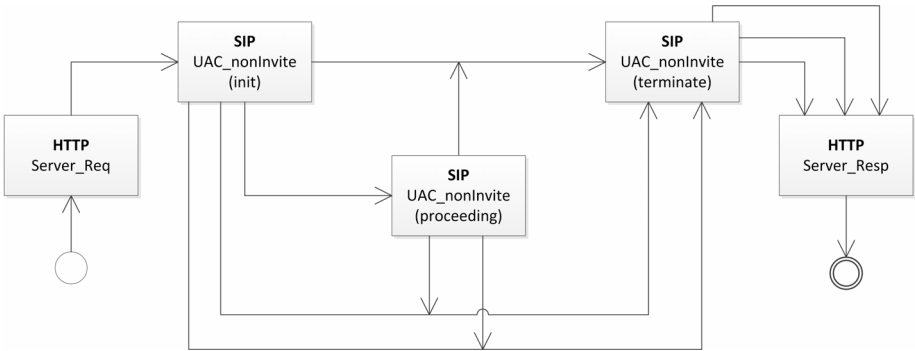 HTTP
Server_Req
SIP
UAC_nonInvite
(init)
SIP
UAC_nonInvite
(proceeding)
SIP
UAC_nonInvite
(terminate)
HTTP
Server_Resp